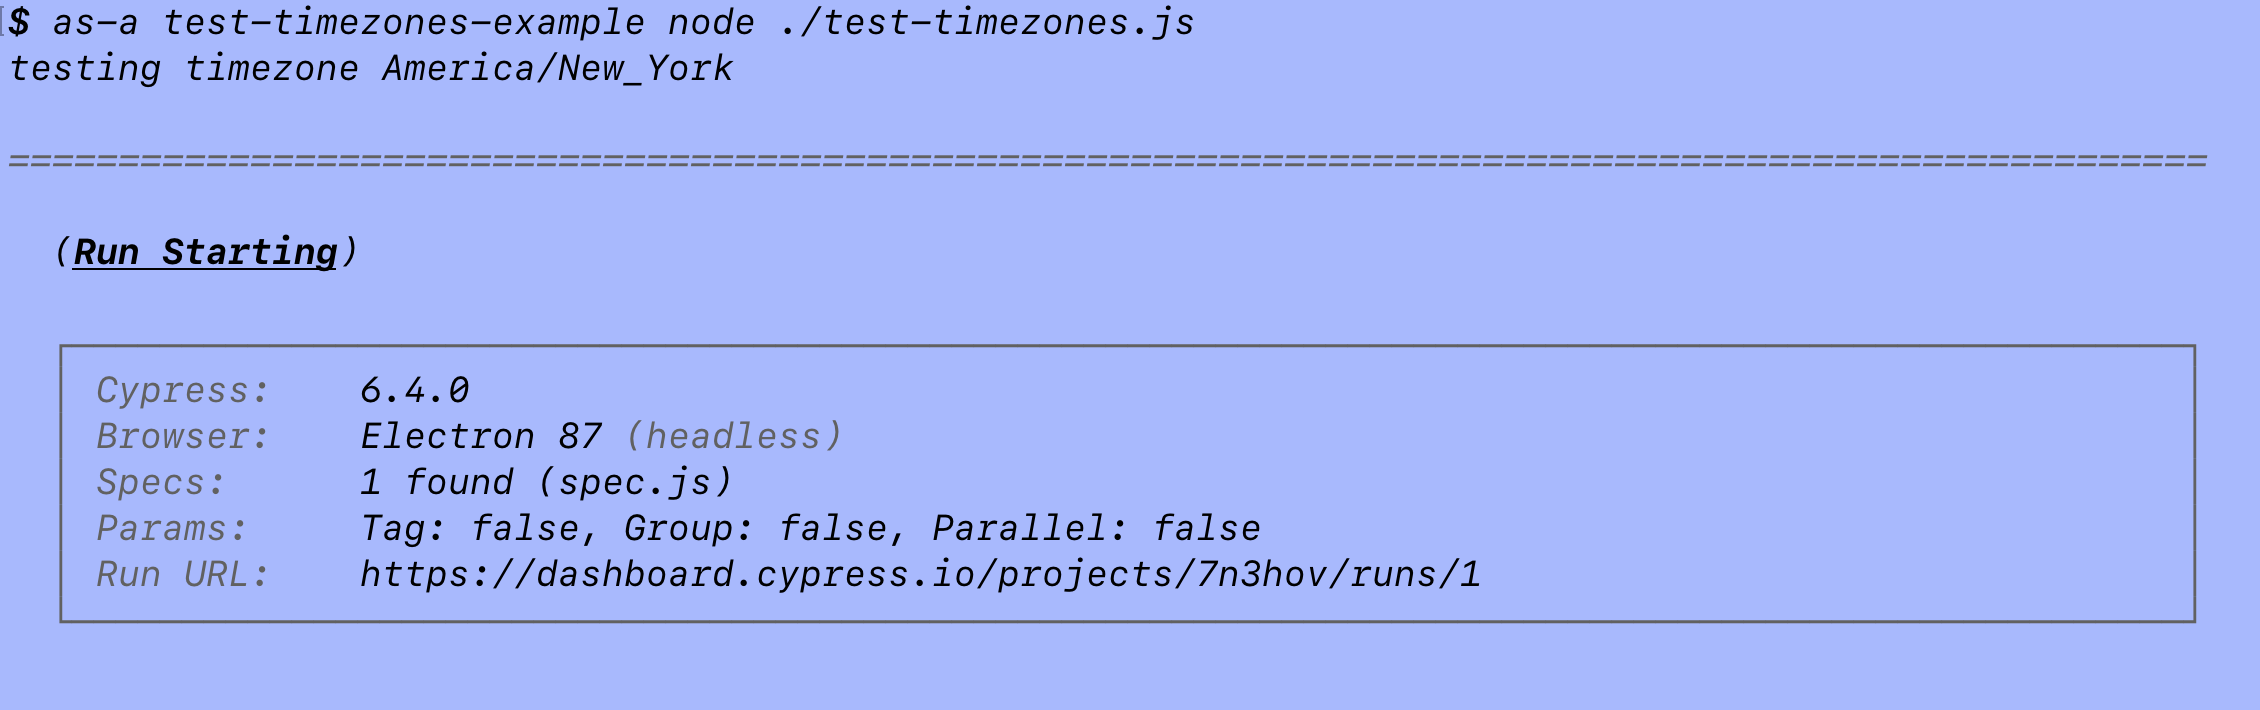 $ as-a test-timezones-example node ./test-timezones.js
testing timezone America/New_York
====================================================================================================
(Run Starting)
Cypress: 6.4.0
Browser: Electron 87 (headless)
Specs: 1 found (spec.js)
Params: Tag: false, Group: false, Parallel: false
Run URL: https://dashboard.cypress.io/projects/7n3hov/runs/1